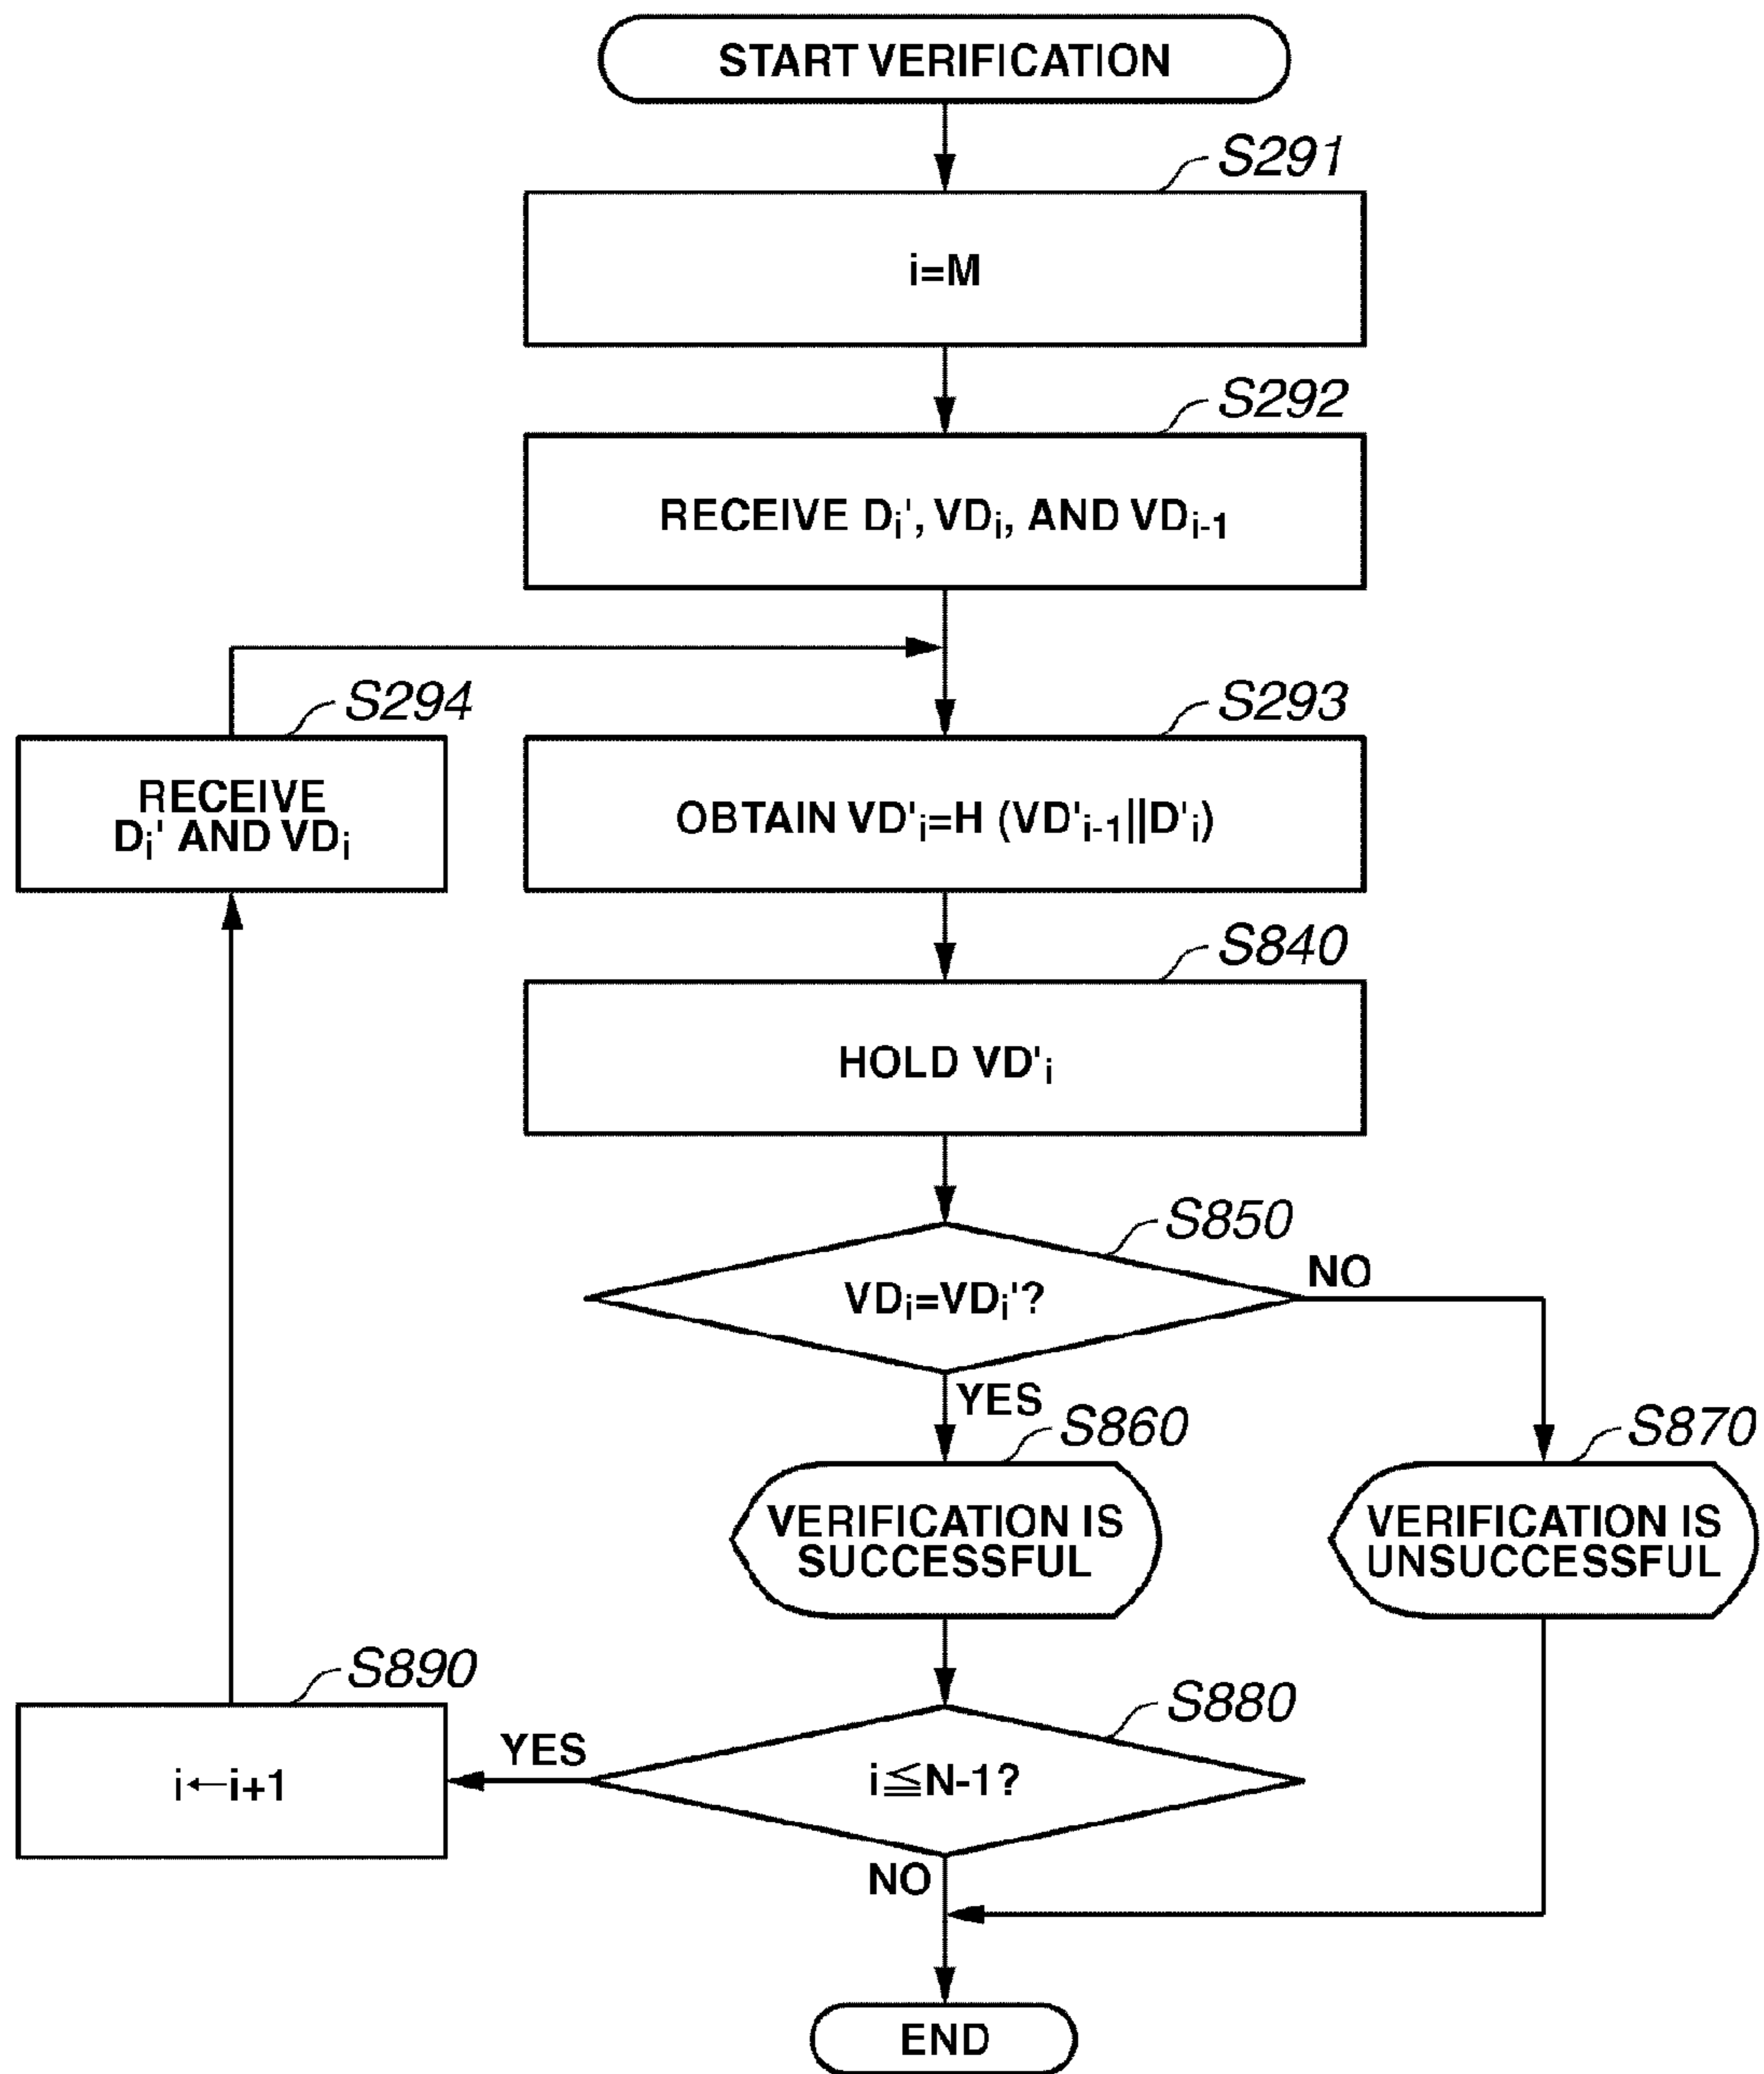 START VERIFICATION
S291
i=M
S292
RECEIVE Dᵢ', VDᵢ, AND VDᵢ₋₁
S294
S293
RECEIVE
Dᵢ' AND VDᵢ
OBTAIN VD'ᵢ=H (VD'ᵢ₋₁||D'ᵢ)
S840
HOLD VD'ᵢ
S850
VDᵢ=VDᵢ'?
NO
YES
S860
S870
VERIFICATION IS
SUCCESSFUL
VERIFICATION IS
UNSUCCESSFUL
S890
S880
YES
i←i+1
i≦N-1?
NO
END